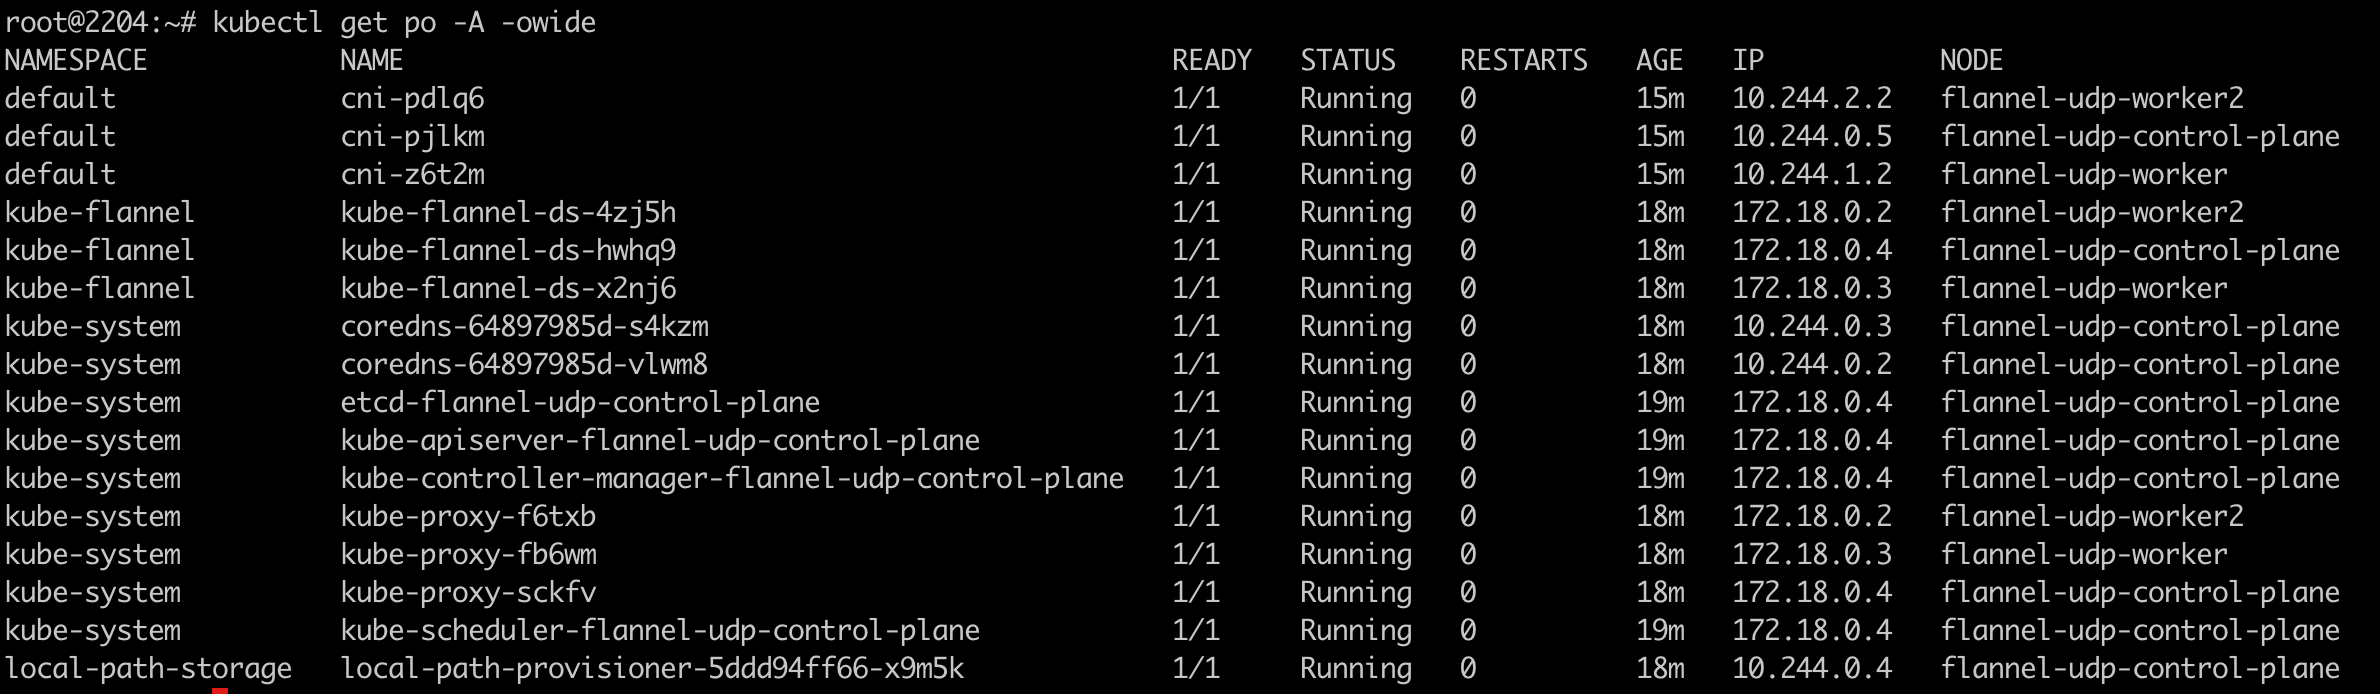 root@2204:~# kubectl get po -A -owide
NAMESPACE            NAME                                                READY   STATUS    RESTARTS   AGE   IP           NODE
default              cni-pdlq6                                           1/1     Running   0          15m   10.244.2.2   flannel-udp-worker2
default              cni-pjlkm                                           1/1     Running   0          15m   10.244.0.5   flannel-udp-control-plane
default              cni-z6t2m                                           1/1     Running   0          15m   10.244.1.2   flannel-udp-worker
kube-flannel         kube-flannel-ds-4zj5h                               1/1     Running   0          18m   172.18.0.2   flannel-udp-worker2
kube-flannel         kube-flannel-ds-hwhq9                               1/1     Running   0          18m   172.18.0.4   flannel-udp-control-plane
kube-flannel         kube-flannel-ds-x2nj6                               1/1     Running   0          18m   172.18.0.3   flannel-udp-worker
kube-system          coredns-64897985d-s4kzm                             1/1     Running   0          18m   10.244.0.3   flannel-udp-control-plane
kube-system          coredns-64897985d-vlwm8                             1/1     Running   0          18m   10.244.0.2   flannel-udp-control-plane
kube-system          etcd-flannel-udp-control-plane                      1/1     Running   0          19m   172.18.0.4   flannel-udp-control-plane
kube-system          kube-apiserver-flannel-udp-control-plane            1/1     Running   0          19m   172.18.0.4   flannel-udp-control-plane
kube-system          kube-controller-manager-flannel-udp-control-plane   1/1     Running   0          19m   172.18.0.4   flannel-udp-control-plane
kube-system          kube-proxy-f6txb                                    1/1     Running   0          18m   172.18.0.2   flannel-udp-worker2
kube-system          kube-proxy-fb6wm                                    1/1     Running   0          18m   172.18.0.3   flannel-udp-worker
kube-system          kube-proxy-sckfv                                    1/1     Running   0          18m   172.18.0.4   flannel-udp-control-plane
kube-system          kube-scheduler-flannel-udp-control-plane            1/1     Running   0          19m   172.18.0.4   flannel-udp-control-plane
local-path-storage   local-path-provisioner-5ddd94ff66-x9m5k             1/1     Running   0          18m   10.244.0.4   flannel-udp-control-plane